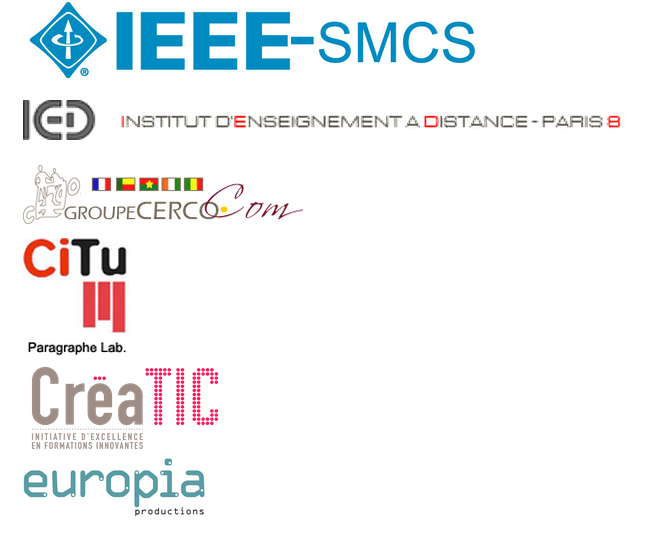 IEEE-SMCS
®
IED INSTITUT D'ENSEIGNEMENT A DISTANCE - PARIS 8
GROUPECERCO.Com
CiTu
Paragraphe Lab.
CrëaTIC
INITIATIVE D'EXCELLENCE
EN FORMATIONS INNOVANTES
europia
productions